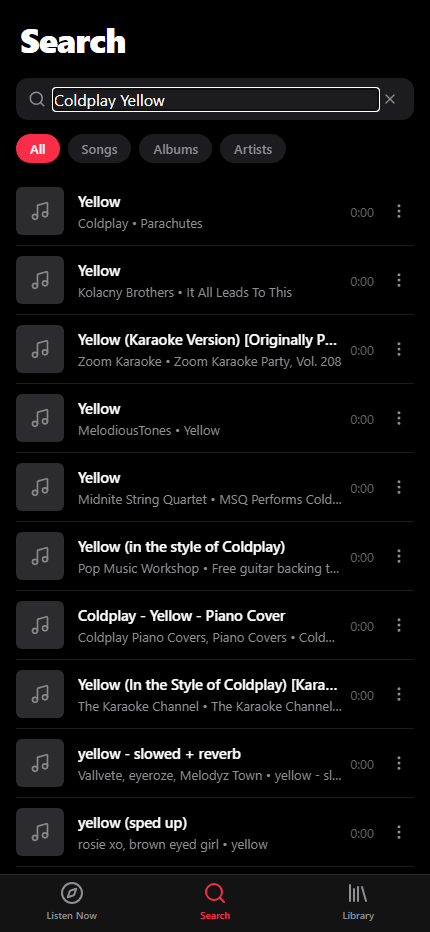 Search
Coldplay Yellow
All
Songs
Albums
Artists
Yellow
Coldplay • Parachutes
0:00
Yellow
Kolacny Brothers • It All Leads To This
0:00
Yellow (Karaoke Version) [Originally P...
Zoom Karaoke • Zoom Karaoke Party, Vol. 208
0:00
Yellow
MelodiousTones • Yellow
0:00
Yellow
Midnite String Quartet • MSQ Performs Cold...
0:00
Yellow (in the style of Coldplay)
Pop Music Workshop • Free guitar backing t...
0:00
Coldplay - Yellow - Piano Cover
Coldplay Piano Covers, Piano Covers • Cold...
0:00
Yellow (In the Style of Coldplay) [Kara...
The Karaoke Channel • The Karaoke Channel...
0:00
yellow - slowed + reverb
Vallvete, eyeroze, Melodyz Town • yellow - sl...
0:00
yellow (sped up)
rosie xo, brown eyed girl • yellow
0:00
Listen Now
Search
Library